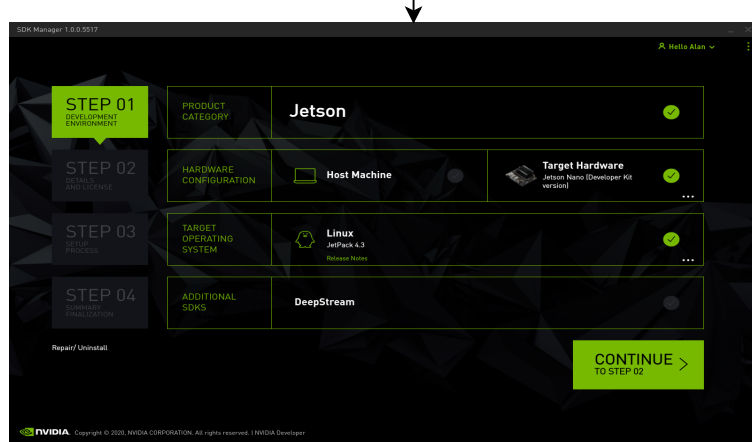 SDK Manager 1.0.0.5517
Hello Alan
STEP 01
DEVELOPMENT
ENVIRONMENT
PRODUCT
CATEGORY
Jetson
STEP 02
DETAILS
AND LICENSE
HARDWARE
CONFIGURATION
Host Machine
Target Hardware
Jetson Nano (Developer Kit
version)
...
STEP 03
SETUP
PROCESS
TARGET
OPERATING
SYSTEM
Linux
JetPack 4.3
Release Notes
...
STEP 04
SUMMARY
FINALIZATION
ADDITIONAL
SDKS
DeepStream
Repair/ Uninstall
CONTINUE >
TO STEP 02
NVIDIA. Copyright © 2020, NVIDIA CORPORATION. All rights reserved. | NVIDIA Developer